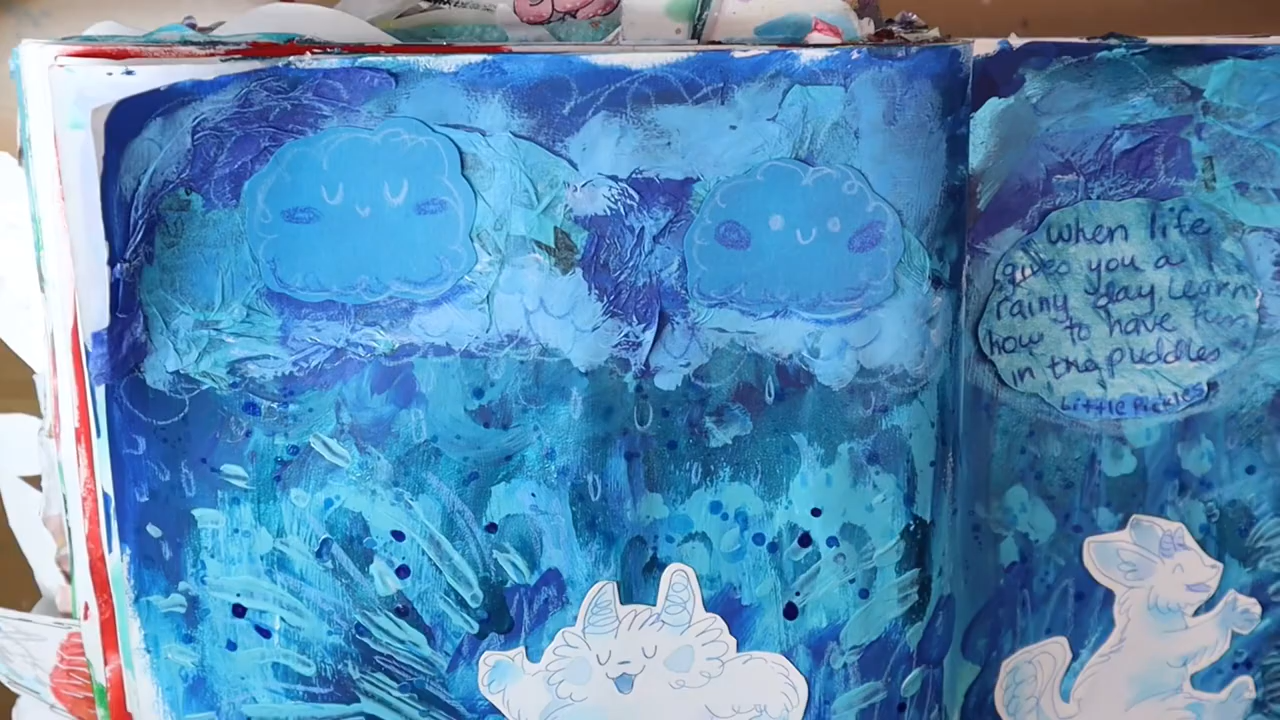 when life
gives you a
rainy day, Learn
how to have fun
in the puddles
Little Pickles